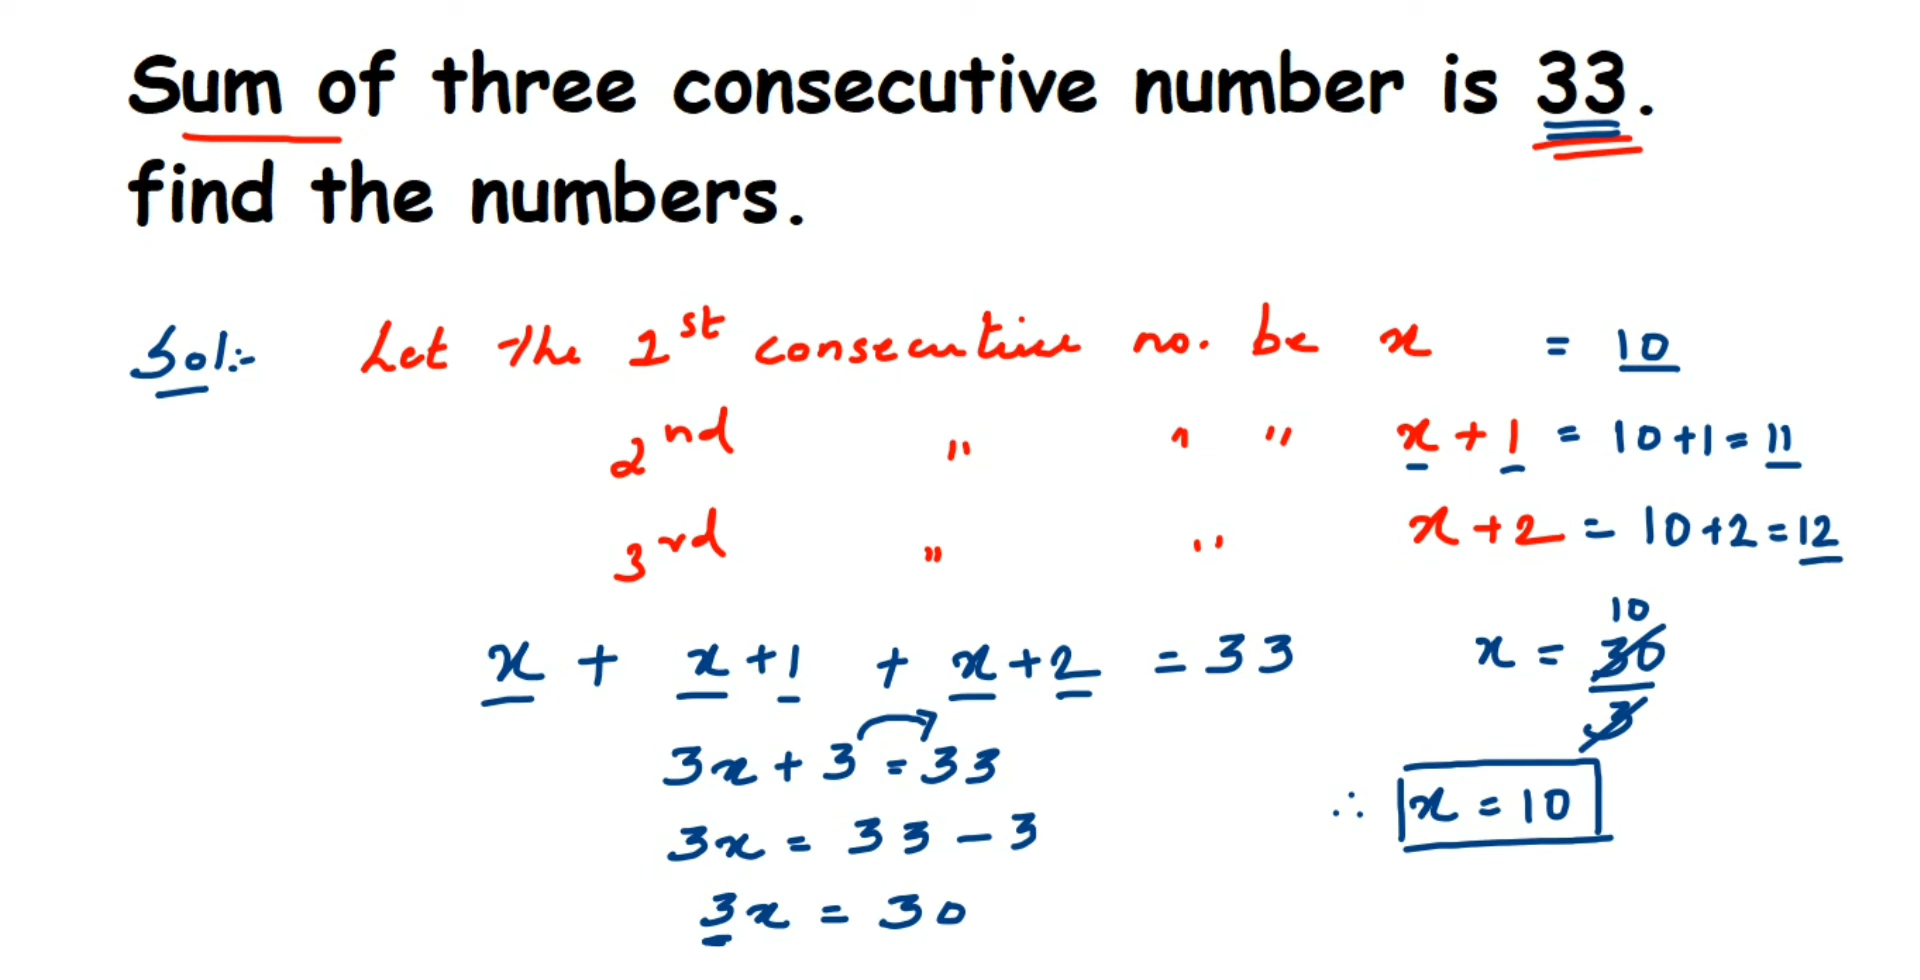 Sum of three consecutive number is 33.
find the numbers.
Sol:- Let the 1st consecutive no. be x = 10
2nd " " " x + 1 = 10 + 1 = 11
3rd " " x + 2 = 10 + 2 = 12
x + x + 1 + x + 2 = 33
3x + 3 = 33
3x = 33 - 3
3x = 30
10
x = 30
3
∴ x = 10